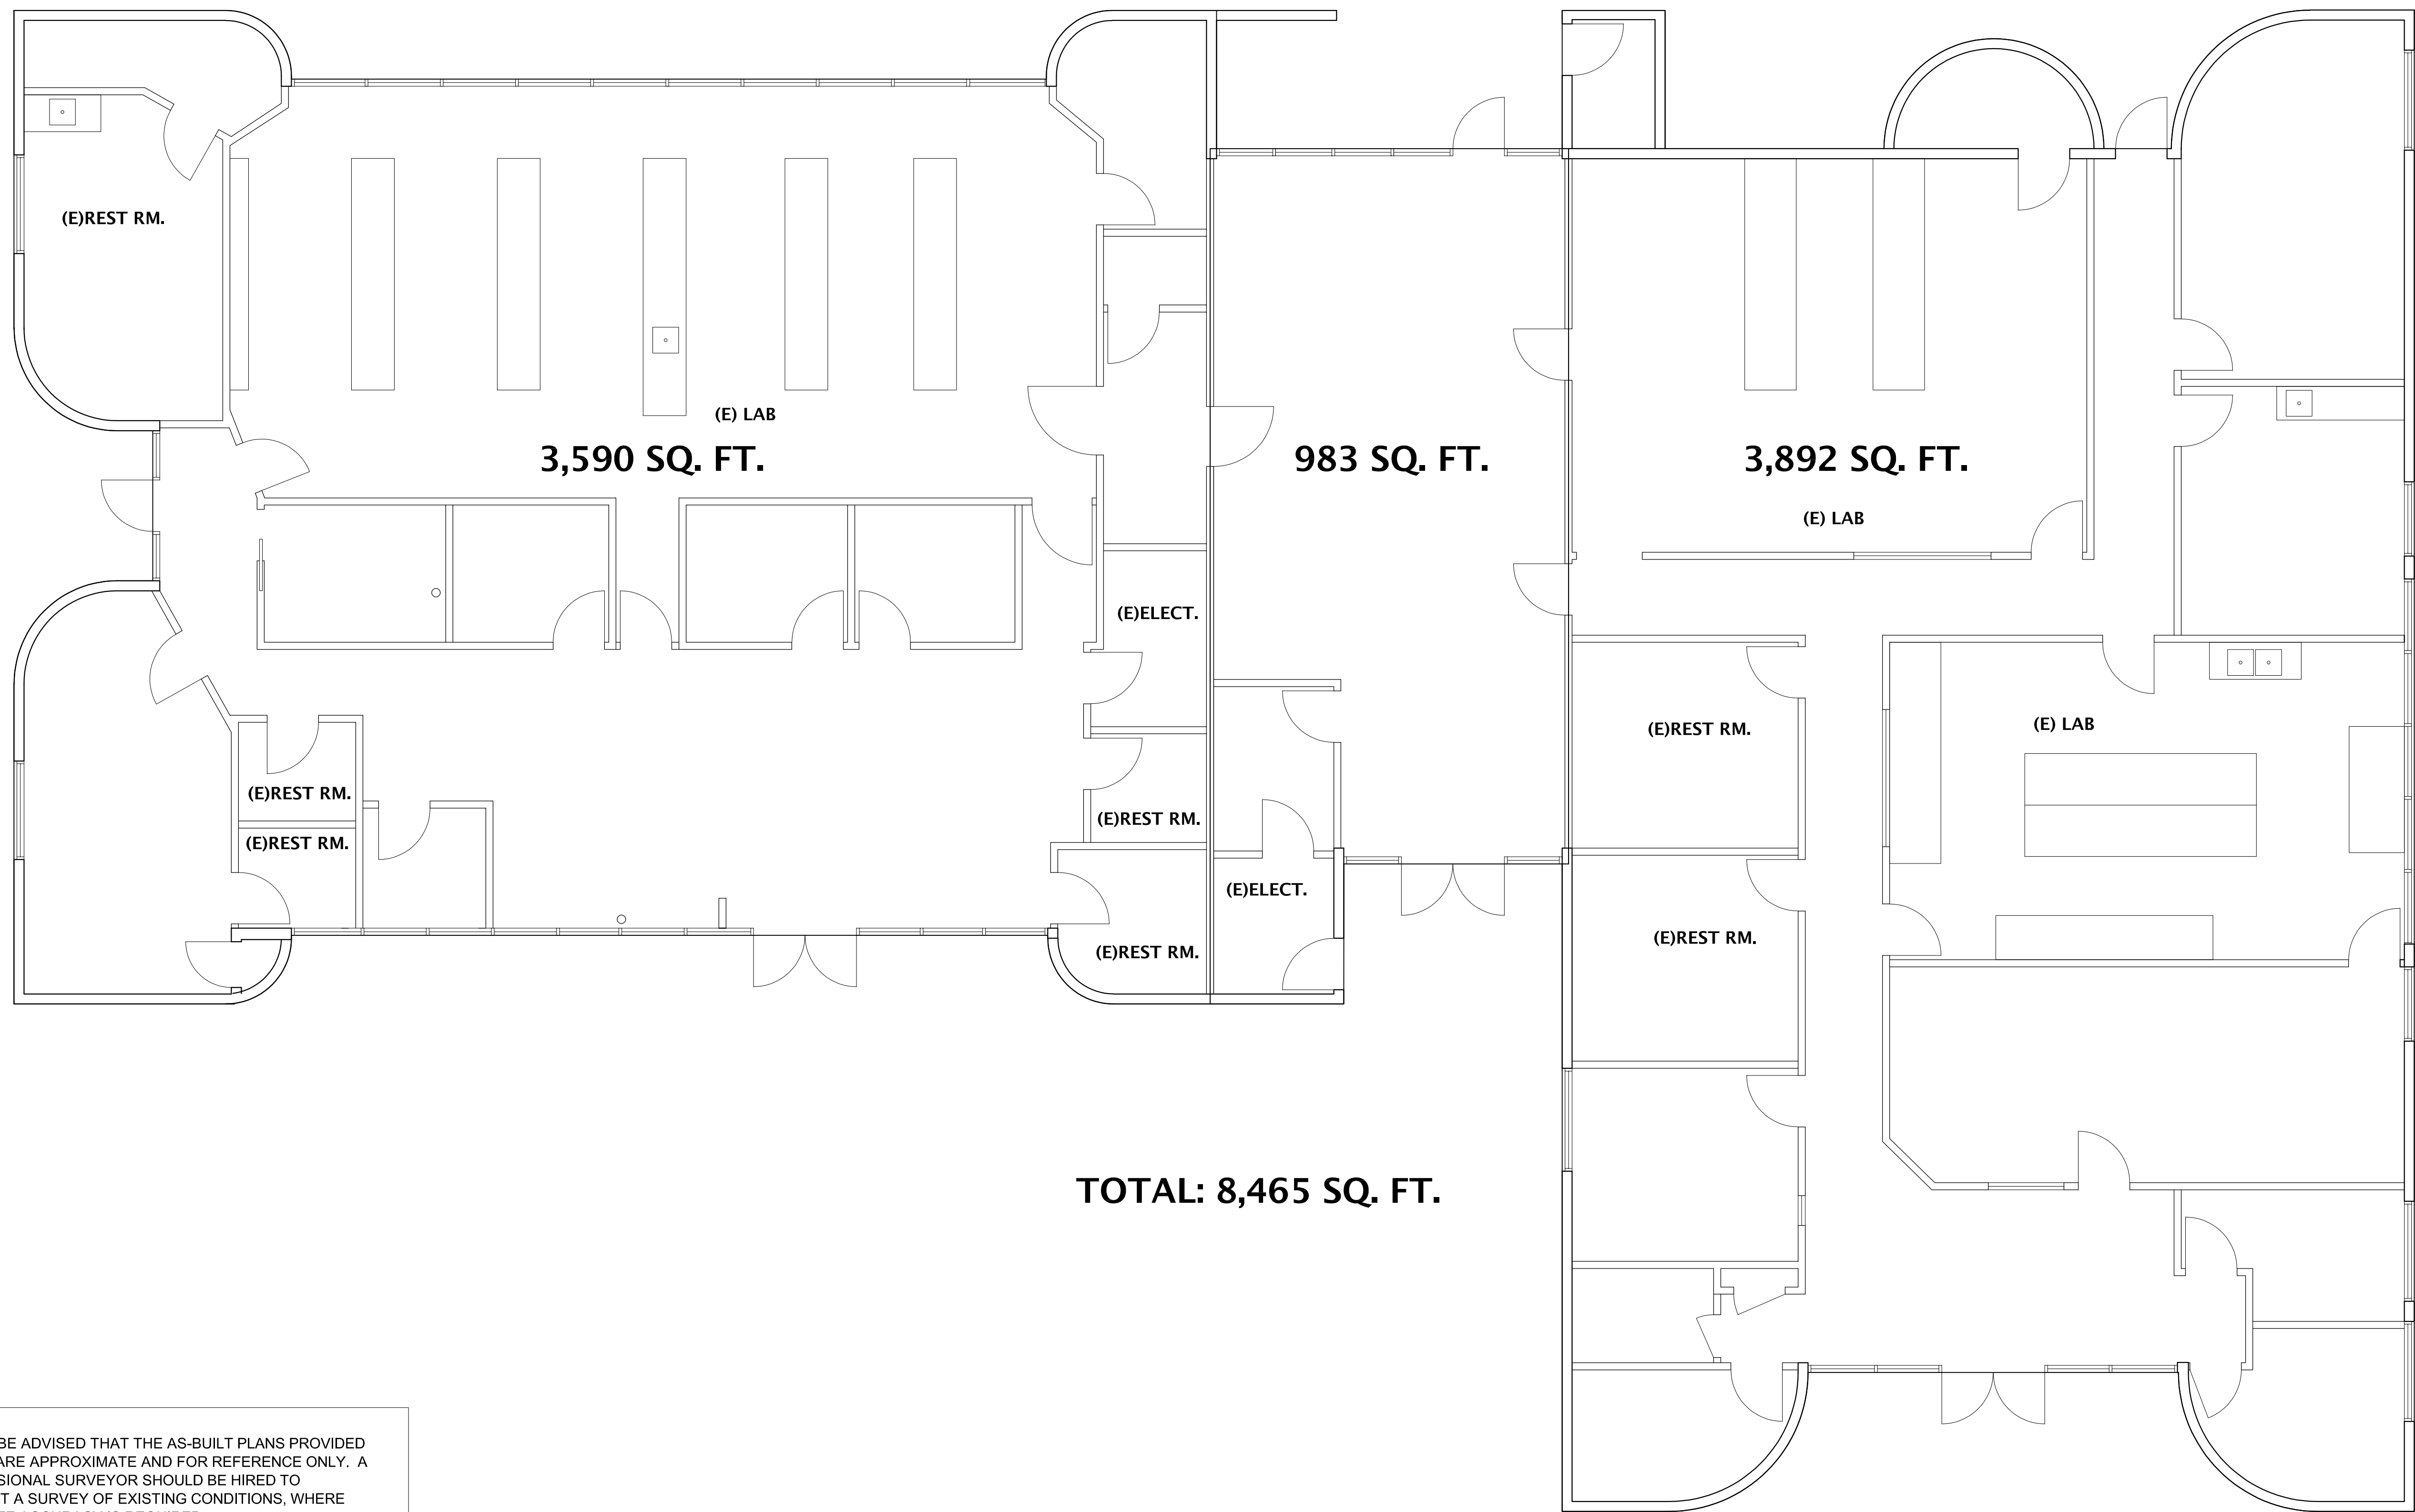 (E)REST RM.
(E) LAB
3,590 SQ. FT.
983 SQ. FT.
3,892 SQ. FT.
(E) LAB
(E)ELECT.
(E)REST RM.
(E) LAB
(E)REST RM.
(E)REST RM.
(E)REST RM.
(E)ELECT.
(E)REST RM.
(E)REST RM.
TOTAL: 8,465 SQ. FT.
BE ADVISED THAT THE AS-BUILT PLANS PROVIDED
ARE APPROXIMATE AND FOR REFERENCE ONLY. A
SIONAL SURVEYOR SHOULD BE HIRED TO
T A SURVEY OF EXISTING CONDITIONS, WHERE